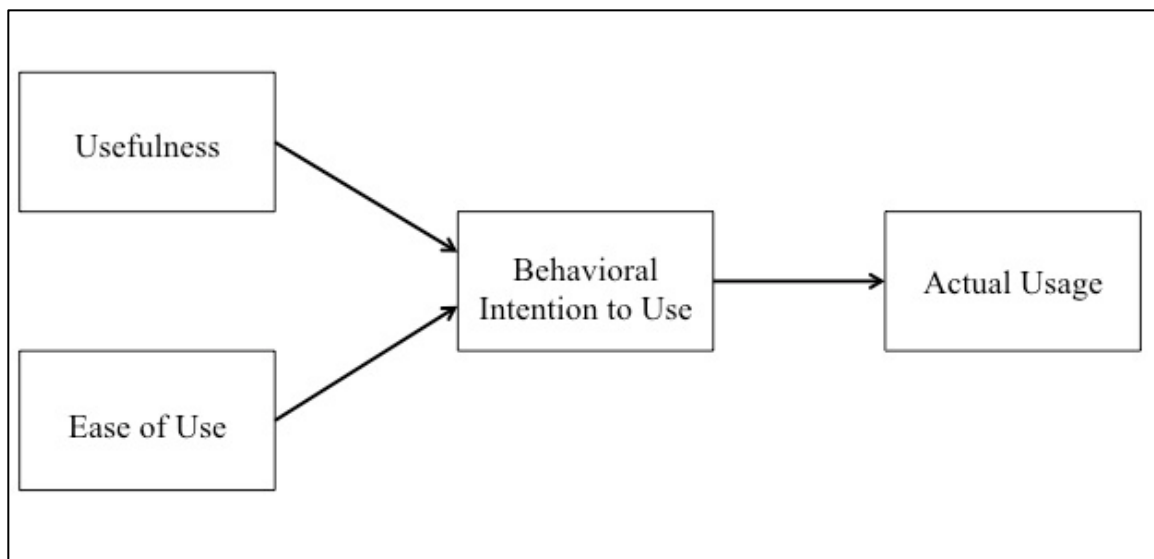 Usefulness
Ease of Use
Behavioral
Intention to Use
Actual Usage